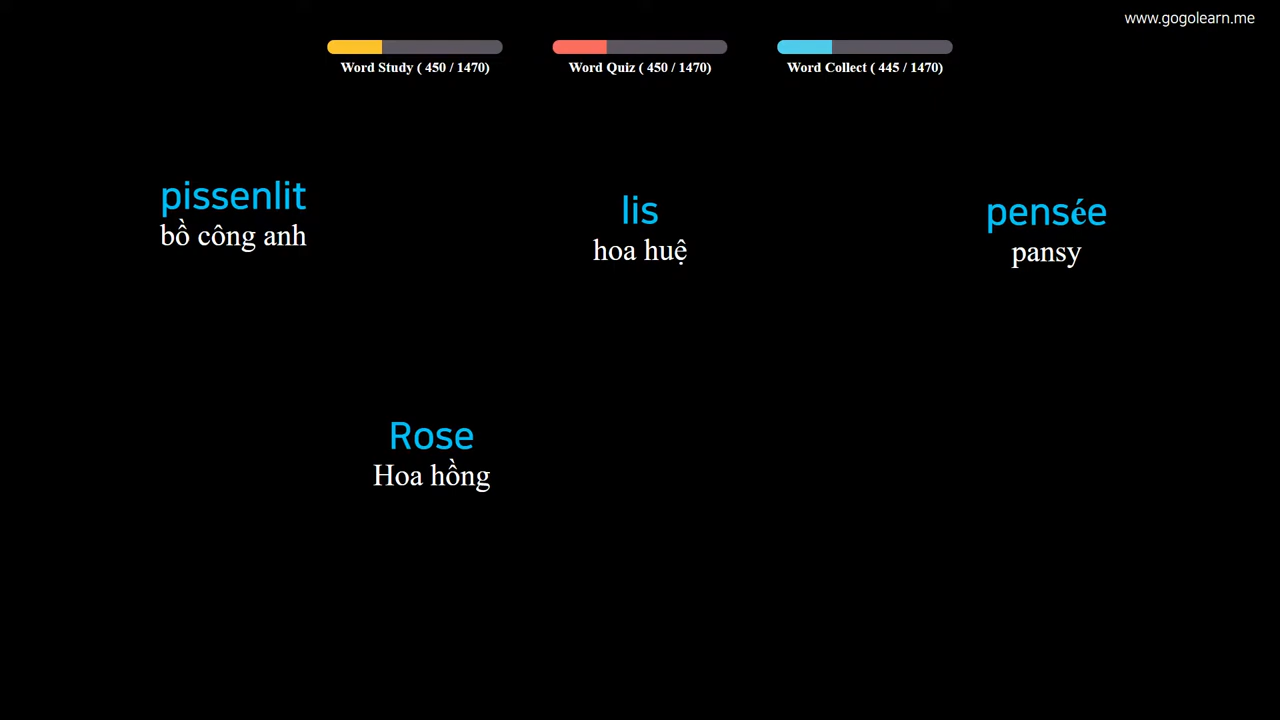 www.gogolearn.me
Word Study ( 450 / 1470)
Word Quiz ( 450 / 1470)
Word Collect ( 445 / 1470)
pissenlit
bồ công anh
lis
hoa huệ
pensée
pansy
Rose
Hoa hồng